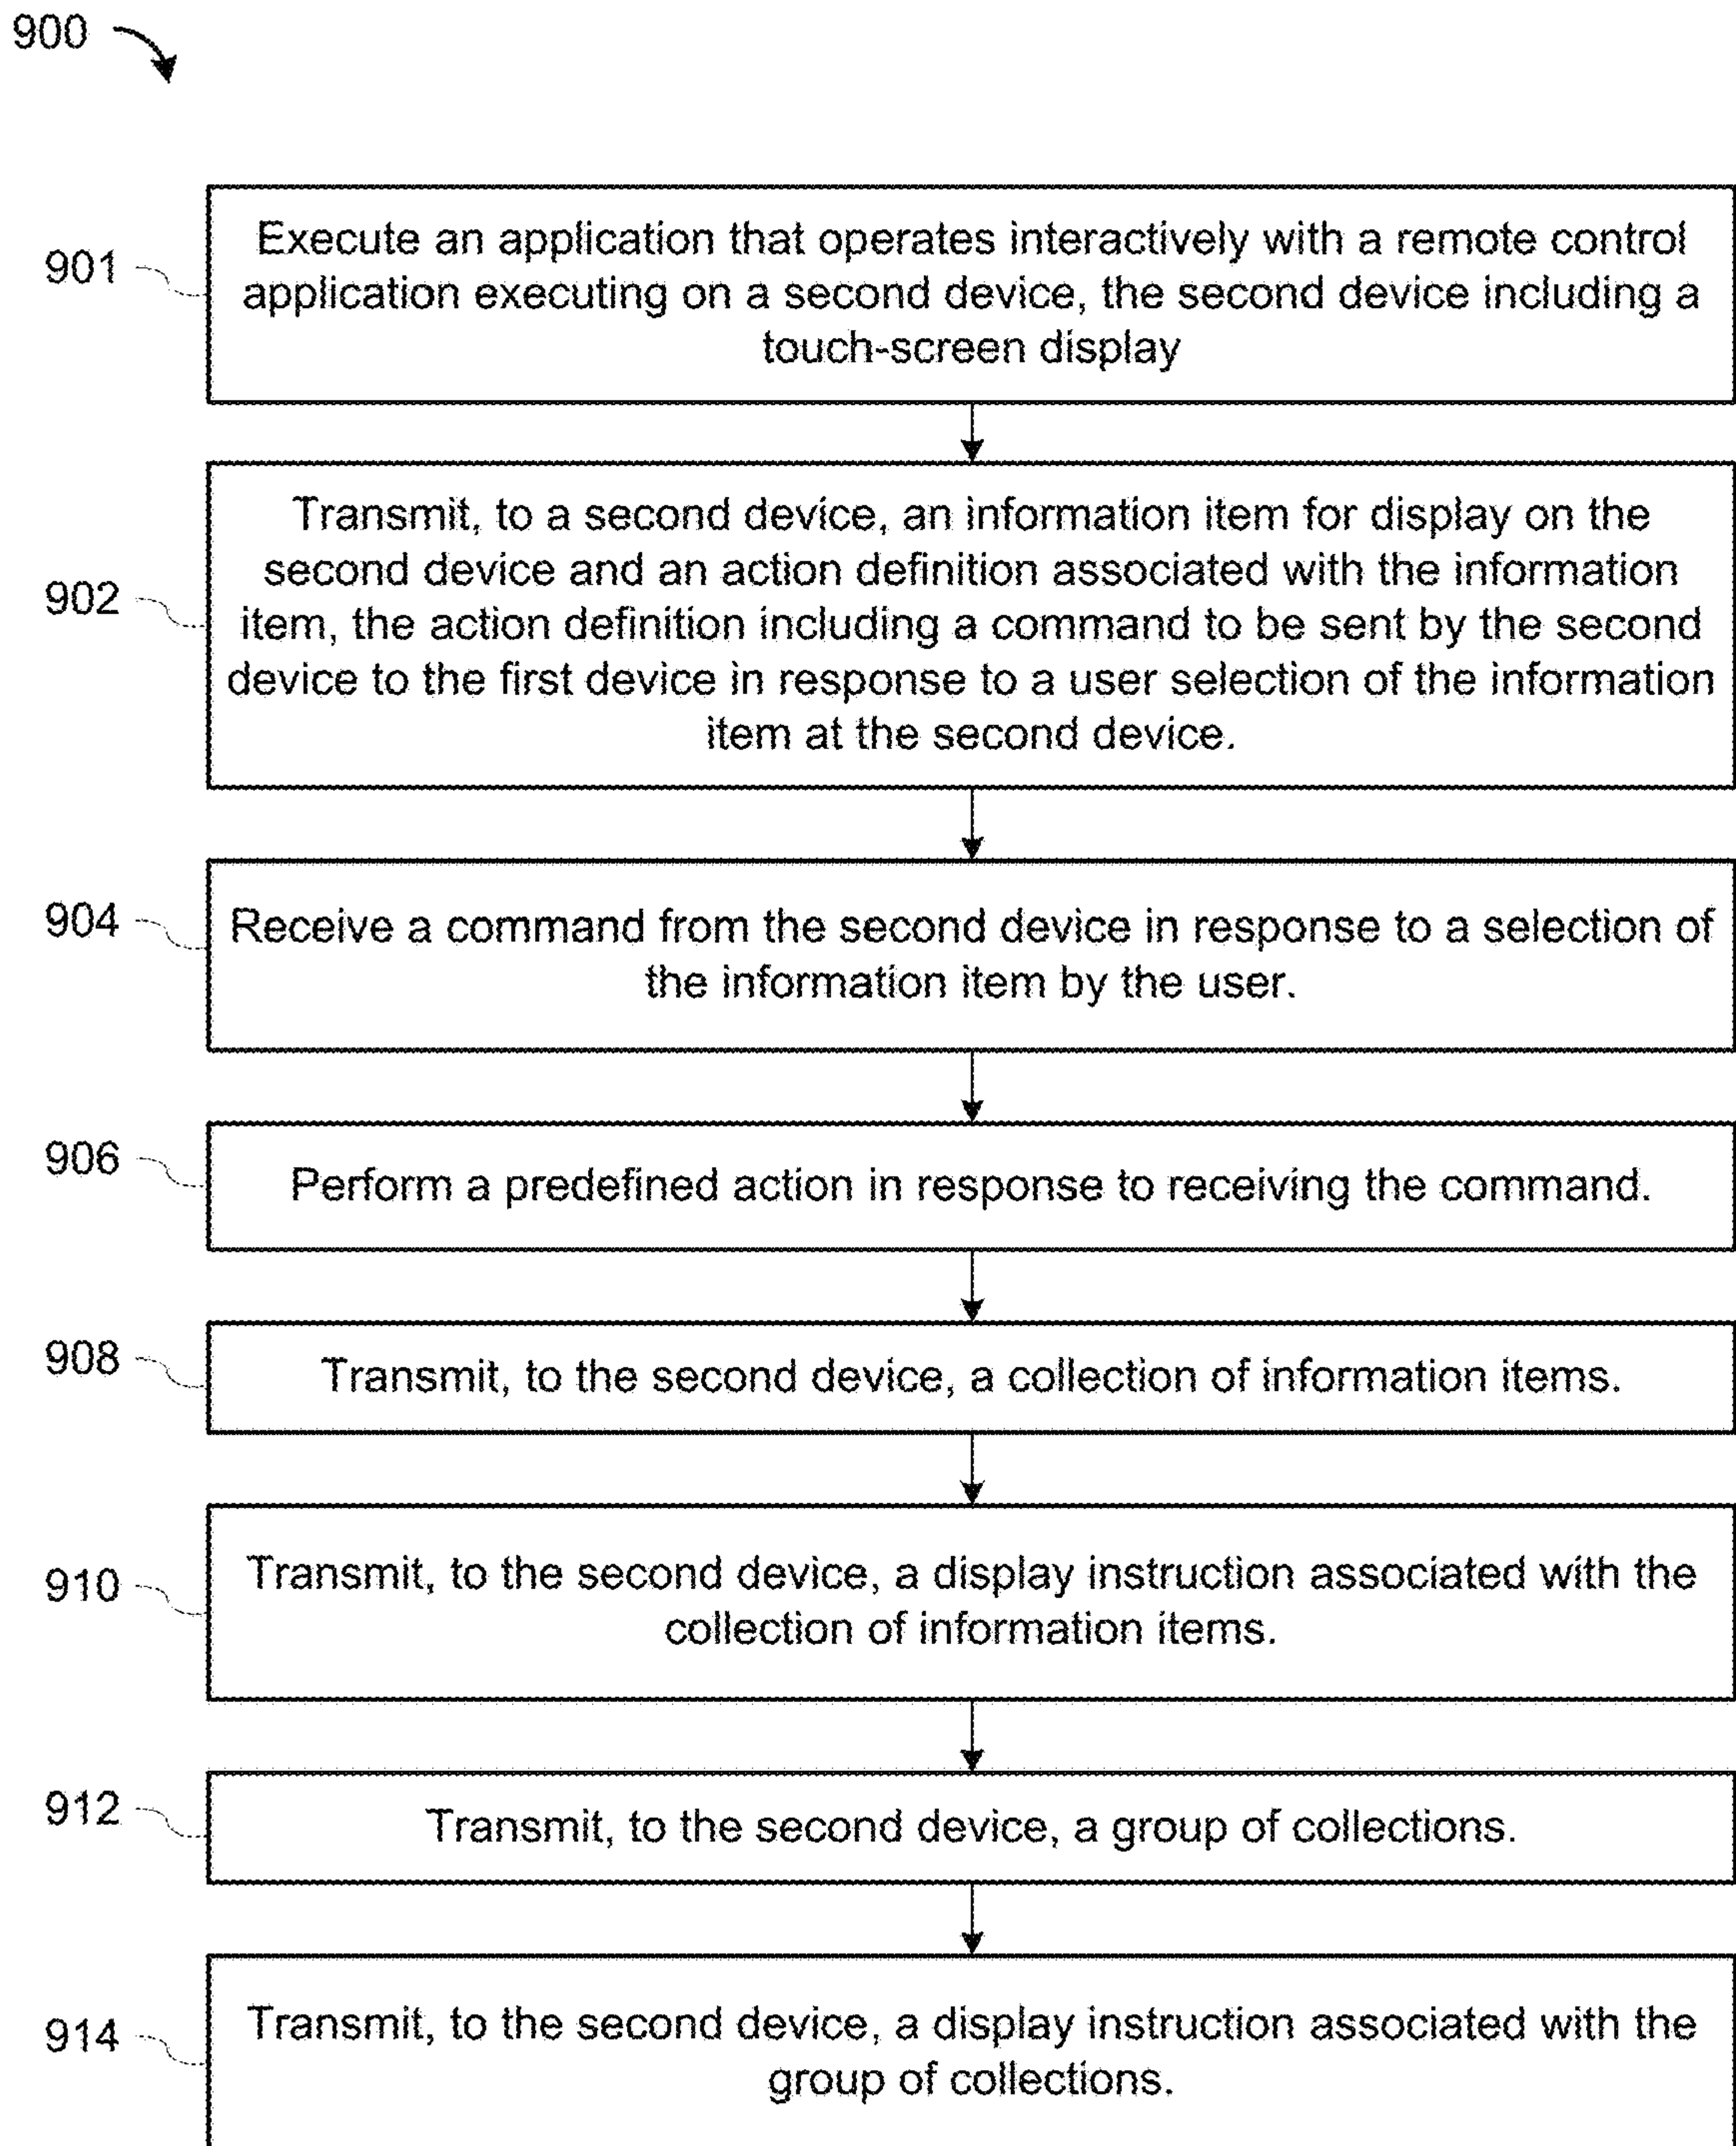 900
901
Execute an application that operates interactively with a remote control
application executing on a second device, the second device including a
touch-screen display
902
Transmit, to a second device, an information item for display on the
second device and an action definition associated with the information
item, the action definition including a command to be sent by the second
device to the first device in response to a user selection of the information
item at the second device.
904
Receive a command from the second device in response to a selection of
the information item by the user.
906
Perform a predefined action in response to receiving the command.
908
Transmit, to the second device, a collection of information items.
910
Transmit, to the second device, a display instruction associated with the
collection of information items.
912
Transmit, to the second device, a group of collections.
914
Transmit, to the second device, a display instruction associated with the
group of collections.